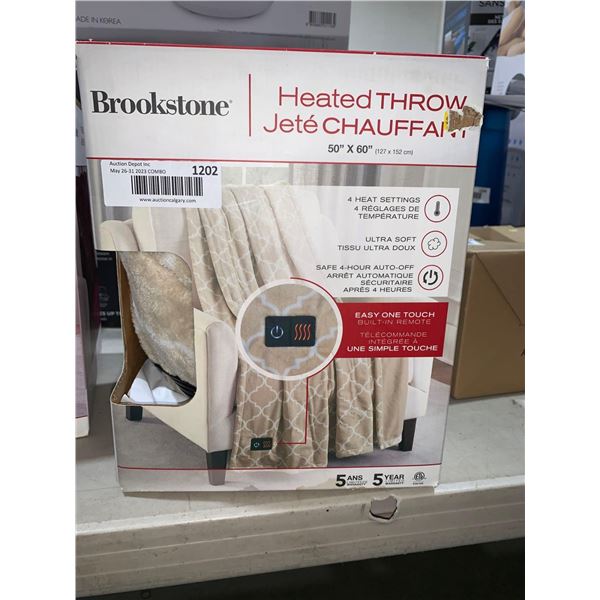 MADE IN KOREA
SANS
Brookstone®
Heated THROW
Jeté CHAUFFANT
50" X 60" (127 x 152 cm)
Auction Depot Inc
May 26-31 2023 COMBO
1202
www.auctioncalgary.com
4 HEAT SETTINGS
4 RÉGLAGES DE
TEMPÉRATURE
ULTRA SOFT
TISSU ULTRA DOUX
SAFE 4-HOUR AUTO-OFF
ARRÊT AUTOMATIQUE
SÉCURITAIRE
APRÈS 4 HEURES
EASY ONE TOUCH
BUILT-IN REMOTE
TÉLÉCOMMANDE
INTÉGRÉE À
UNE SIMPLE TOUCHE
5 ANS
5 YEAR
WARRANTY